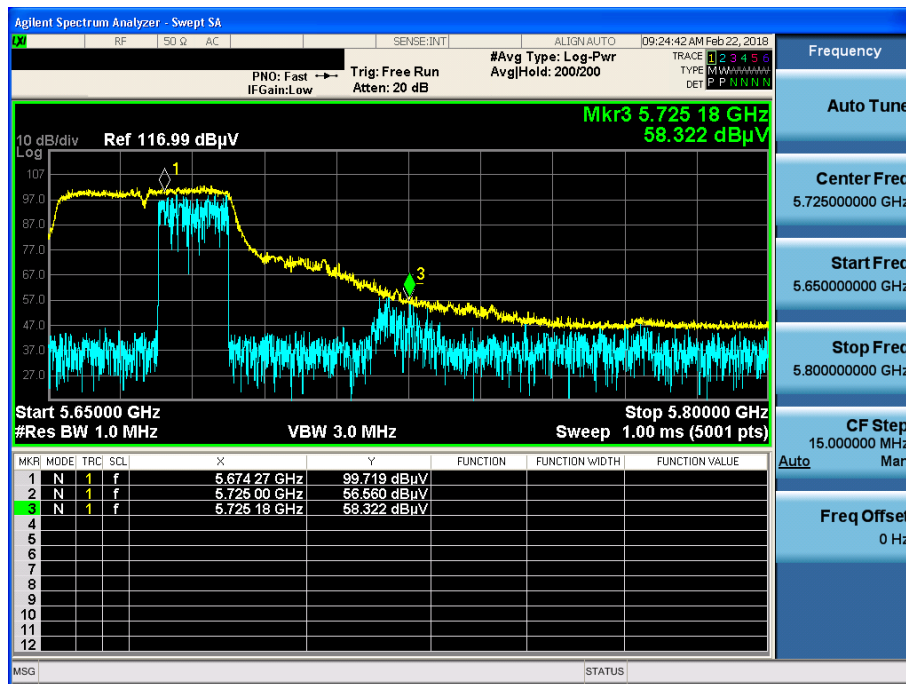 Agilent Spectrum Analyzer - Swept SA
LXI RF 50 Ω AC SENSE:INT ALIGN AUTO 09:24:42 AM Feb 22, 2018
PNO: Fast Trig: Free Run #Avg Type: Log-Pwr TRACE 1 2 3 4 5 6
IFGain:Low Atten: 20 dB Avg|Hold: 200/200 TYPE M
DET P P N N N N
Mkr3 5.725 18 GHz
58.322 dBµV
10 dB/div Ref 116.99 dBµV
Log
107
97.0
87.0
77.0
67.0
57.0
47.0
37.0
27.0
1
3
Start 5.65000 GHz Stop 5.80000 GHz
#Res BW 1.0 MHz VBW 3.0 MHz Sweep 1.00 ms (5001 pts)
MKR MODE TRC SCL X Y FUNCTION FUNCTION WIDTH FUNCTION VALUE
1 N 1 f 5.674 27 GHz 99.719 dBµV
2 N 1 f 5.725 00 GHz 56.560 dBµV
3 N 1 f 5.725 18 GHz 58.322 dBµV
4
5
6
7
8
9
10
11
12
MSG STATUS
Frequency
Auto Tune
Center Freq
5.725000000 GHz
Start Freq
5.650000000 GHz
Stop Freq
5.800000000 GHz
CF Step
15.000000 MHz
Auto Man
Freq Offset
0 Hz